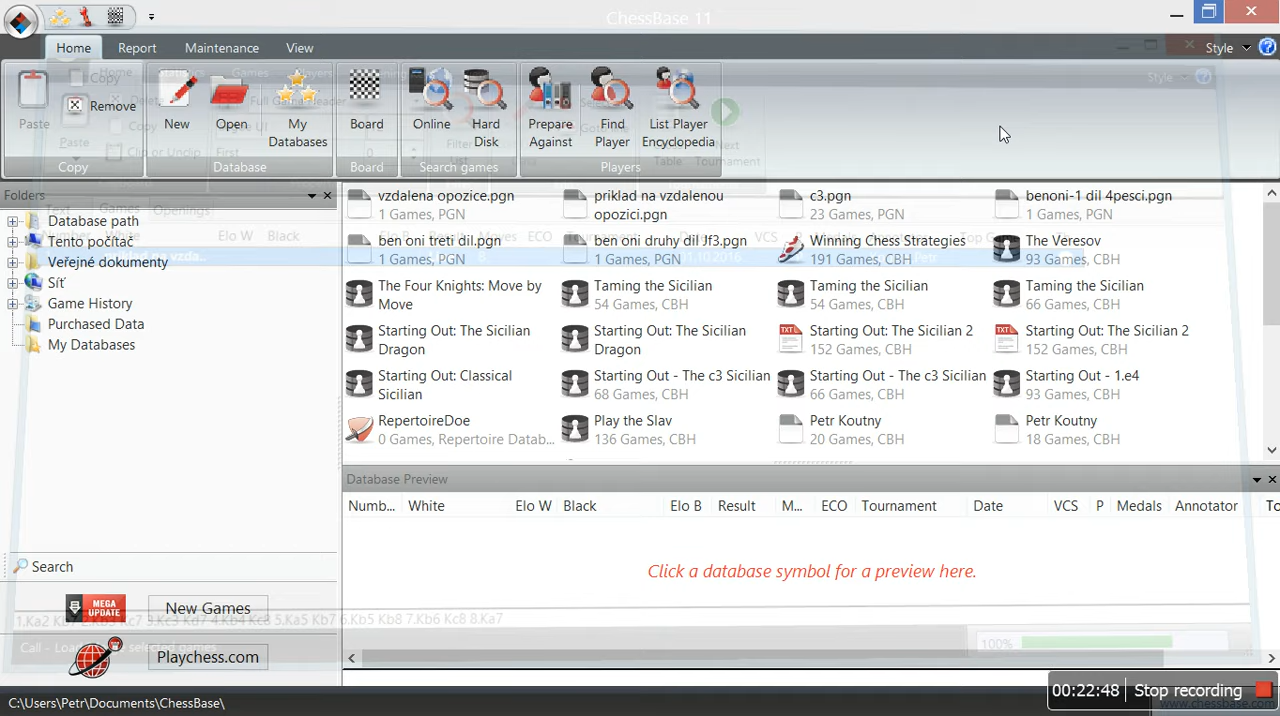 ChessBase 11
Home Report Maintenance View Style
Paste Copy Remove New Open My Databases Board Online Hard Disk Prepare Against Find Player List Player Encyclopedia
Copy Database Board Search games Players
Folders
Database path
Tento počítač
Veřejné dokumenty
Síť
Game History
Purchased Data
My Databases
Search
MEGA UPDATE New Games
Playchess.com
vzdalena opozice.pgn
1 Games, PGN
priklad na vzdalenou opozici.pgn
c3.pgn
23 Games, PGN
benoni-1 dil 4pesci.pgn
1 Games, PGN
ben oni treti dil.pgn
1 Games, PGN
ben oni druhy dil Jf3.pgn
1 Games, PGN
Winning Chess Strategies
191 Games, CBH
The Veresov
93 Games, CBH
The Four Knights: Move by Move
Taming the Sicilian
54 Games, CBH
Taming the Sicilian
54 Games, CBH
Taming the Sicilian
66 Games, CBH
Starting Out: The Sicilian Dragon
Starting Out: The Sicilian Dragon
TXT Starting Out: The Sicilian 2
152 Games, CBH
TXT Starting Out: The Sicilian 2
152 Games, CBH
Starting Out: Classical Sicilian
Starting Out - The c3 Sicilian
68 Games, CBH
Starting Out - The c3 Sicilian
66 Games, CBH
Starting Out - 1.e4
93 Games, CBH
RepertoireDoe
0 Games, Repertoire Datab...
Play the Slav
136 Games, CBH
Petr Koutny
20 Games, CBH
Petr Koutny
18 Games, CBH
Database Preview
Numb... White Elo W Black Elo B Result M... ECO Tournament Date VCS P Medals Annotator To
Click a database symbol for a preview here.
100%
00:22:48 Stop recording
www.chessbase.com
C:\Users\Petr\Documents\ChessBase\